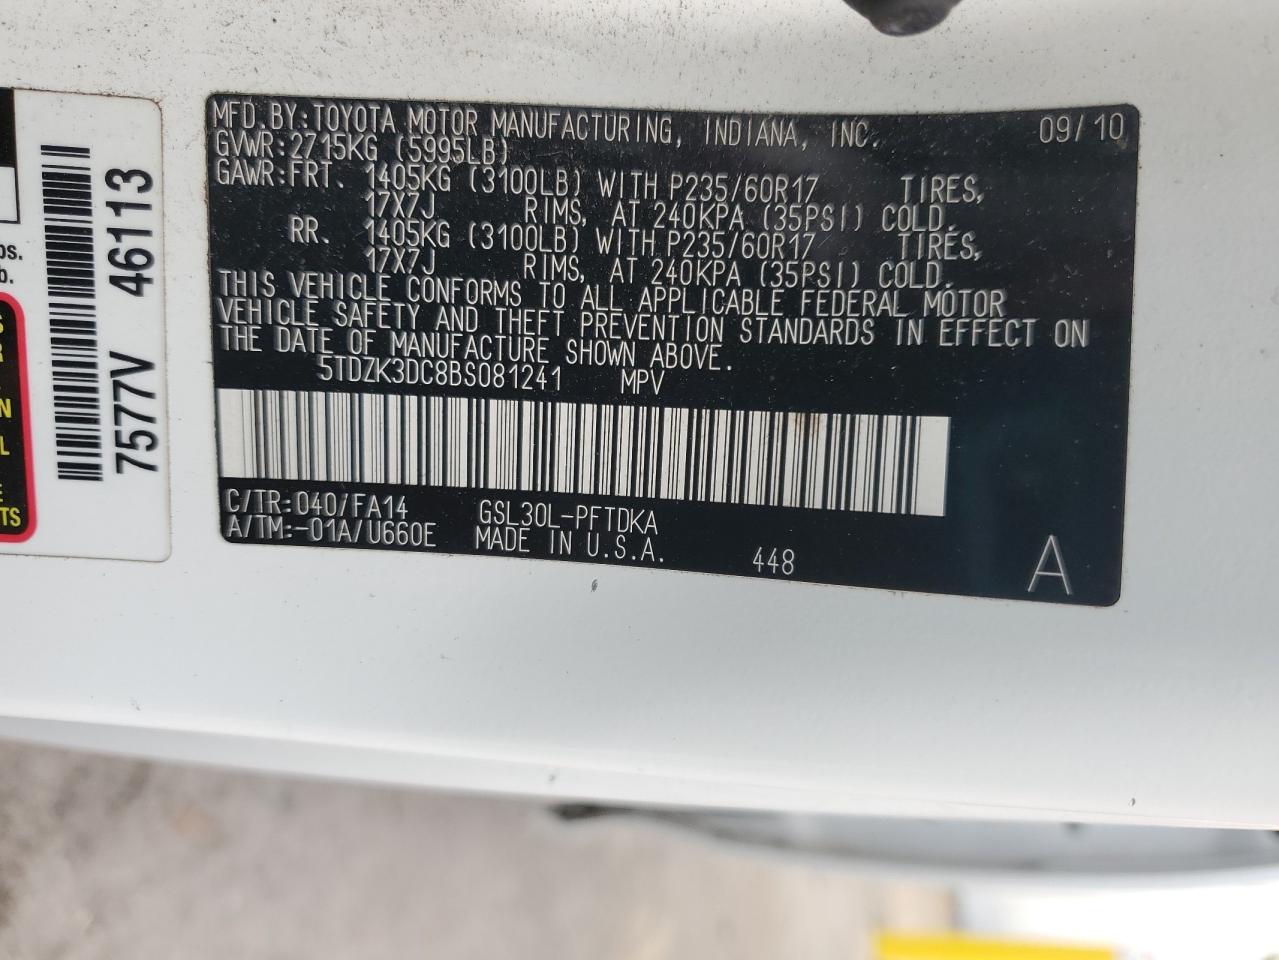 MFD.BY:TOYOTA MOTOR MANUFACTURING, INDIANA, INC. 09/10
GVWR:2715KG (5995LB)
GAWR:FRT. 1405KG (3100LB) WITH P235/60R17 TIRES,
17X7J RIMS, AT 240KPA (35PSI) COLD.
RR. 1405KG (3100LB) WITH P235/60R17 TIRES,
17X7J RIMS, AT 240KPA (35PSI) COLD.
THIS VEHICLE CONFORMS TO ALL APPLICABLE FEDERAL MOTOR
VEHICLE SAFETY AND THEFT PREVENTION STANDARDS IN EFFECT ON
THE DATE OF MANUFACTURE SHOWN ABOVE.
5TDZK3DC8BS081241 MPV
C/TR:040/FA14 GSL30L-PFTDKA
A/TM:-01A/U660E MADE IN U.S.A. 448 A
7577V 46113